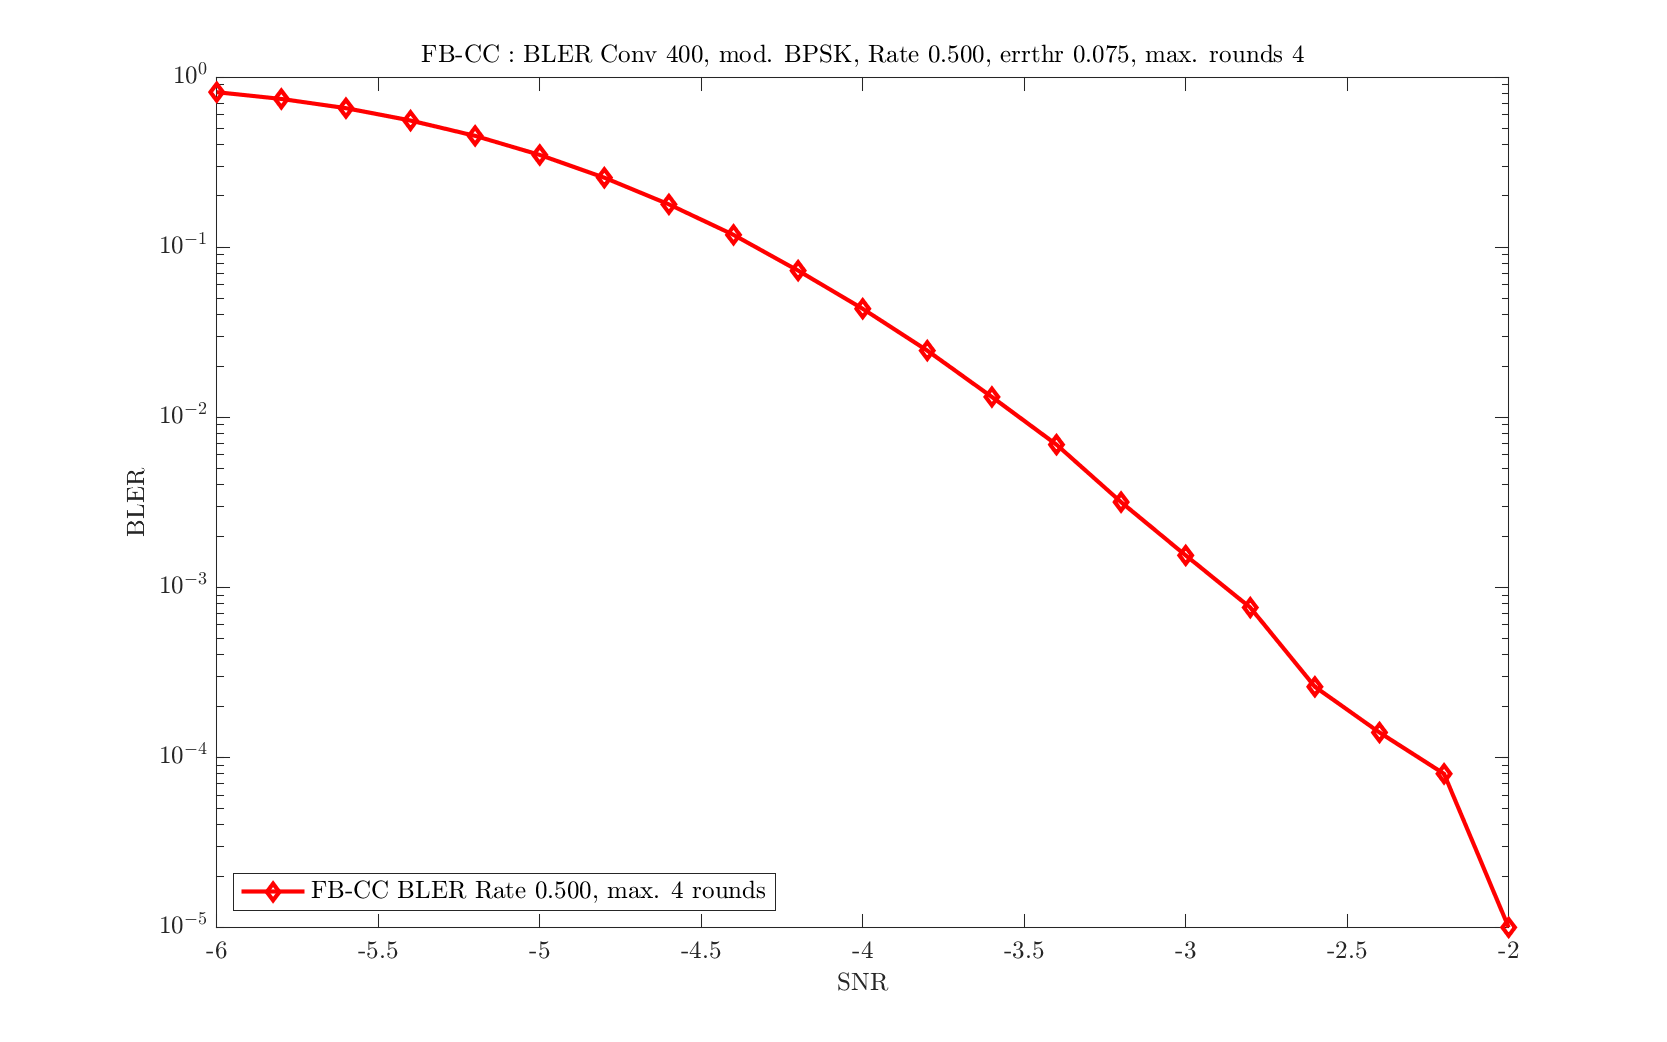 FB-CC : BLER Conv 400, mod. BPSK, Rate 0.500, errthr 0.075, max. rounds 4
10^0
10^−1
10^−2
10^−3
10^−4
10^−5
BLER
FB-CC BLER Rate 0.500, max. 4 rounds
-6 -5.5 -5 -4.5 -4 -3.5 -3 -2.5 -2
SNR